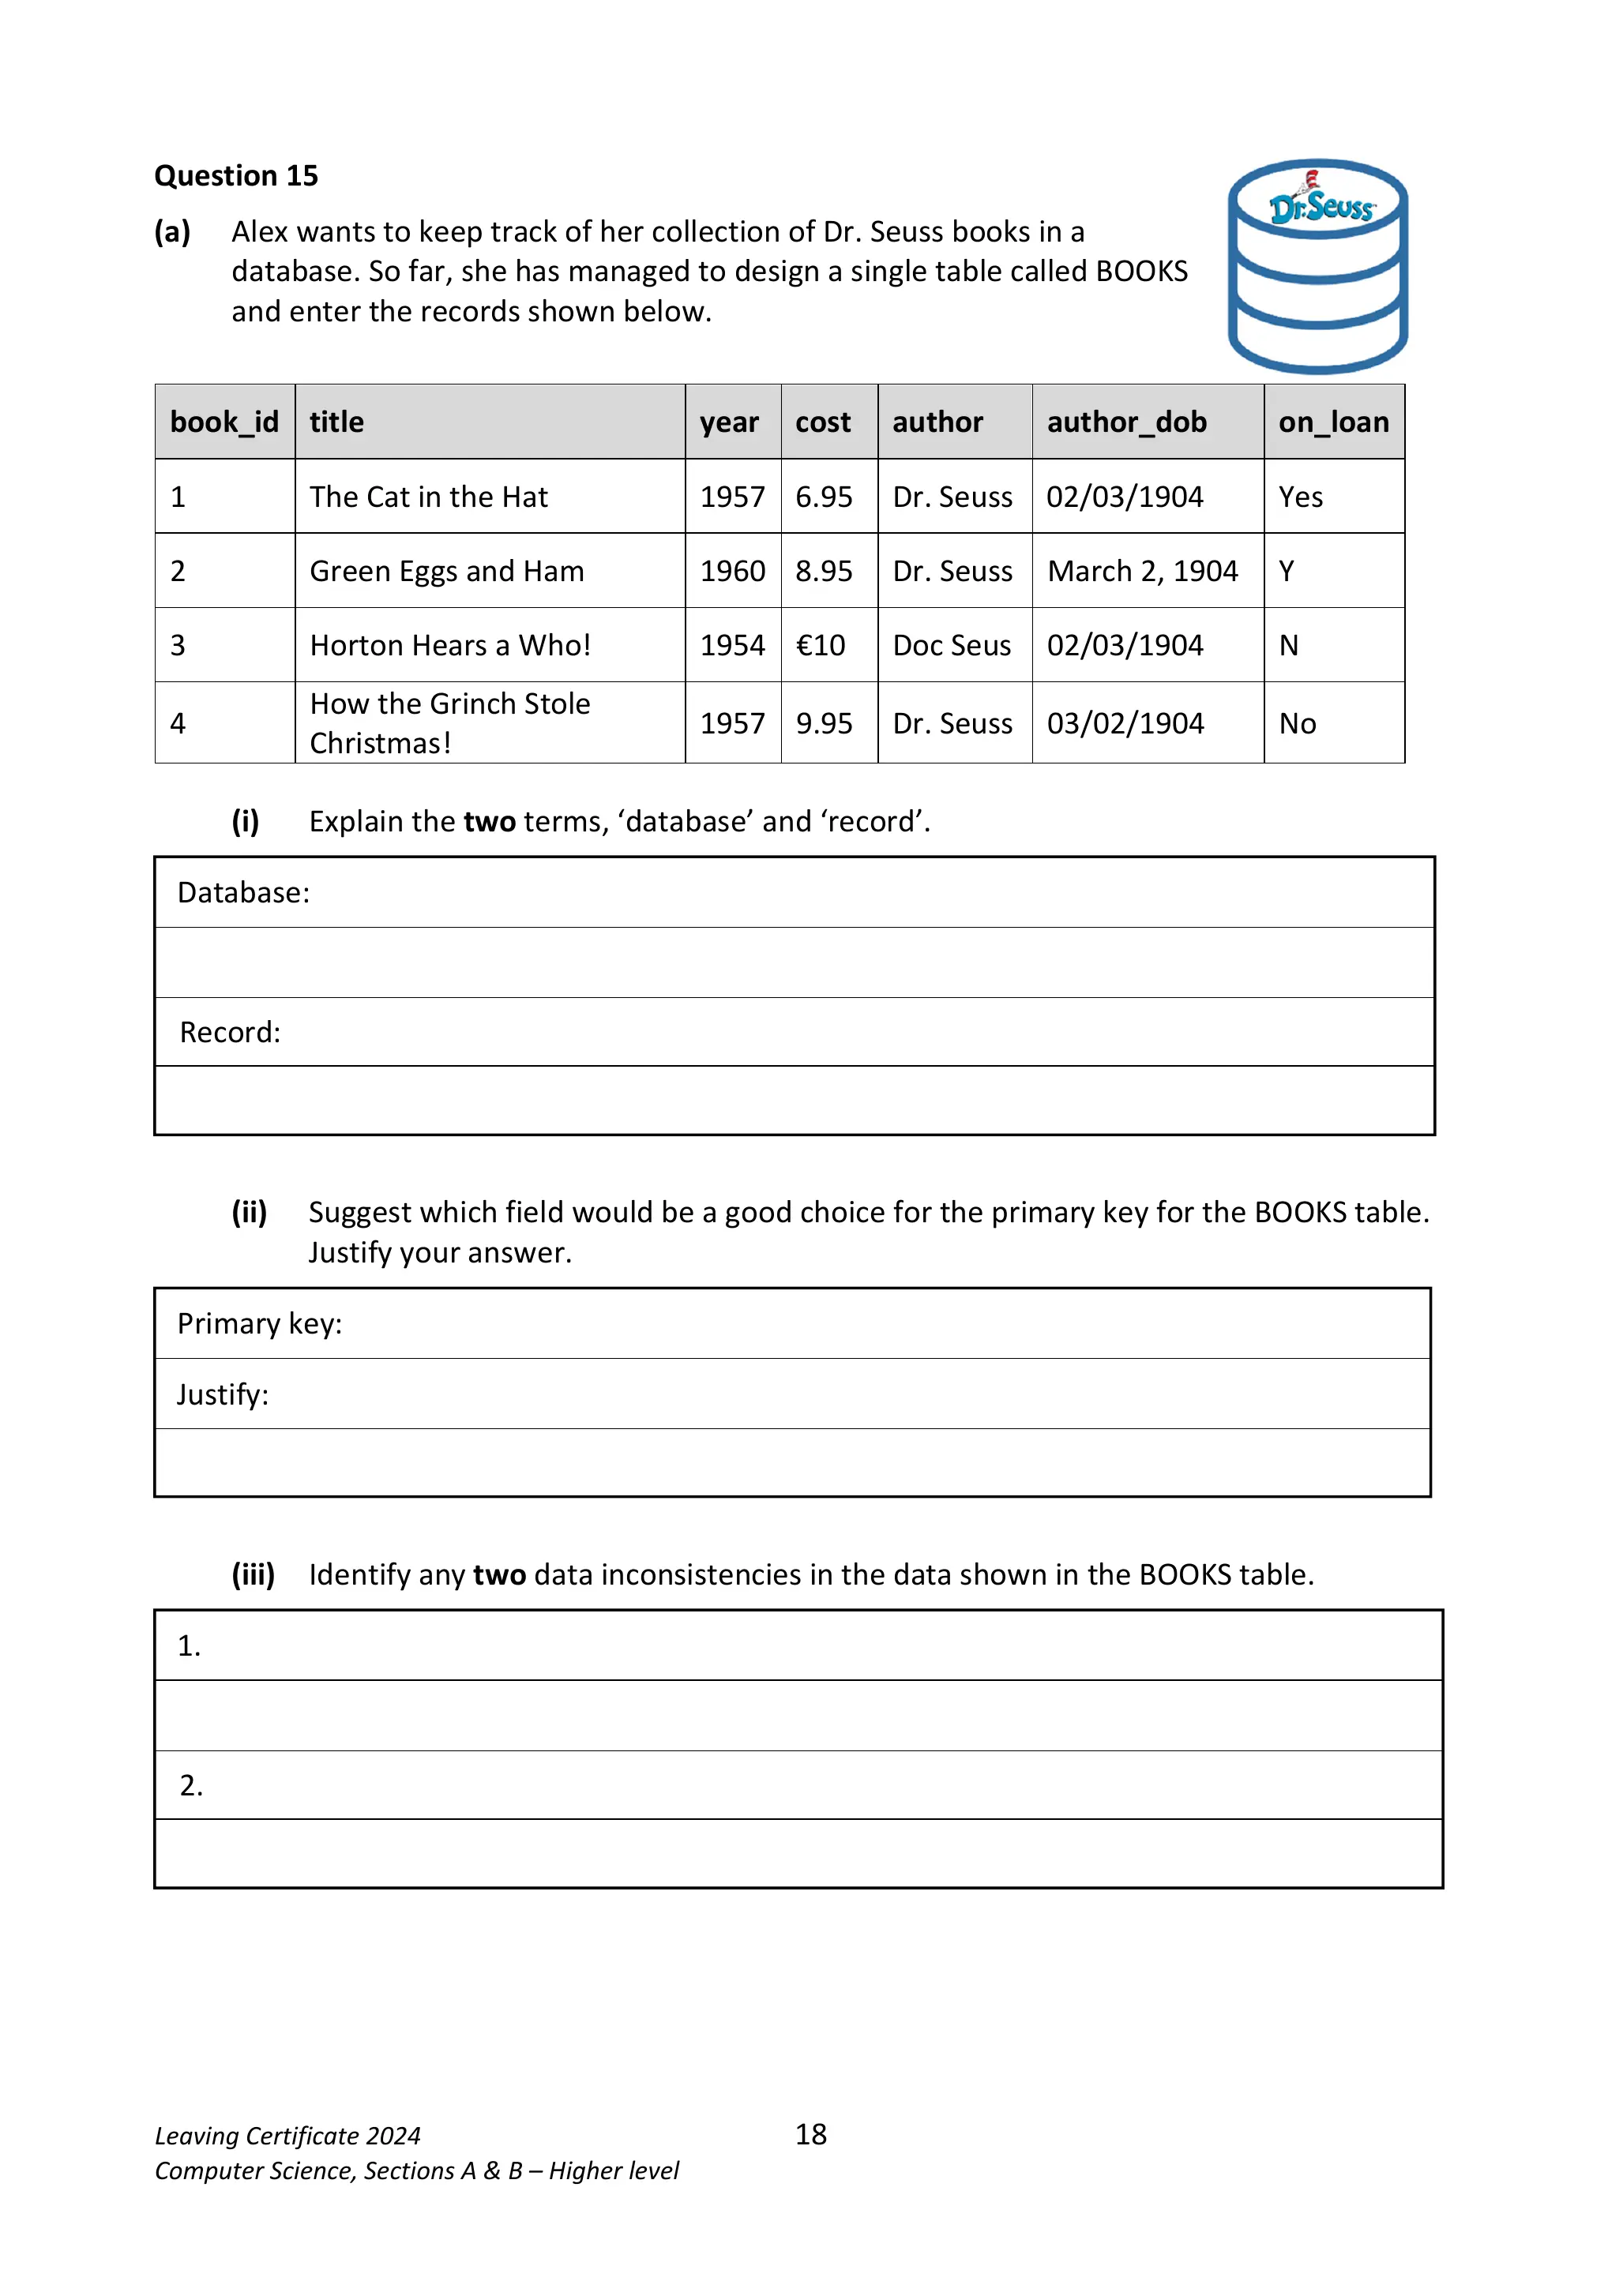 Question 15
Dr. Seuss
(a) Alex wants to keep track of her collection of Dr. Seuss books in a
database. So far, she has managed to design a single table called BOOKS
and enter the records shown below.
book_id title year cost author author_dob on_loan
1 The Cat in the Hat 1957 6.95 Dr. Seuss 02/03/1904 Yes
2 Green Eggs and Ham 1960 8.95 Dr. Seuss March 2, 1904 Y
3 Horton Hears a Who! 1954 €10 Doc Seus 02/03/1904 N
4 How the Grinch Stole
Christmas! 1957 9.95 Dr. Seuss 03/02/1904 No
(i) Explain the two terms, ‘database’ and ‘record’.
Database:
Record:
(ii) Suggest which field would be a good choice for the primary key for the BOOKS table.
Justify your answer.
Primary key:
Justify:
(iii) Identify any two data inconsistencies in the data shown in the BOOKS table.
1.
2.
Leaving Certificate 2024 18
Computer Science, Sections A & B – Higher level